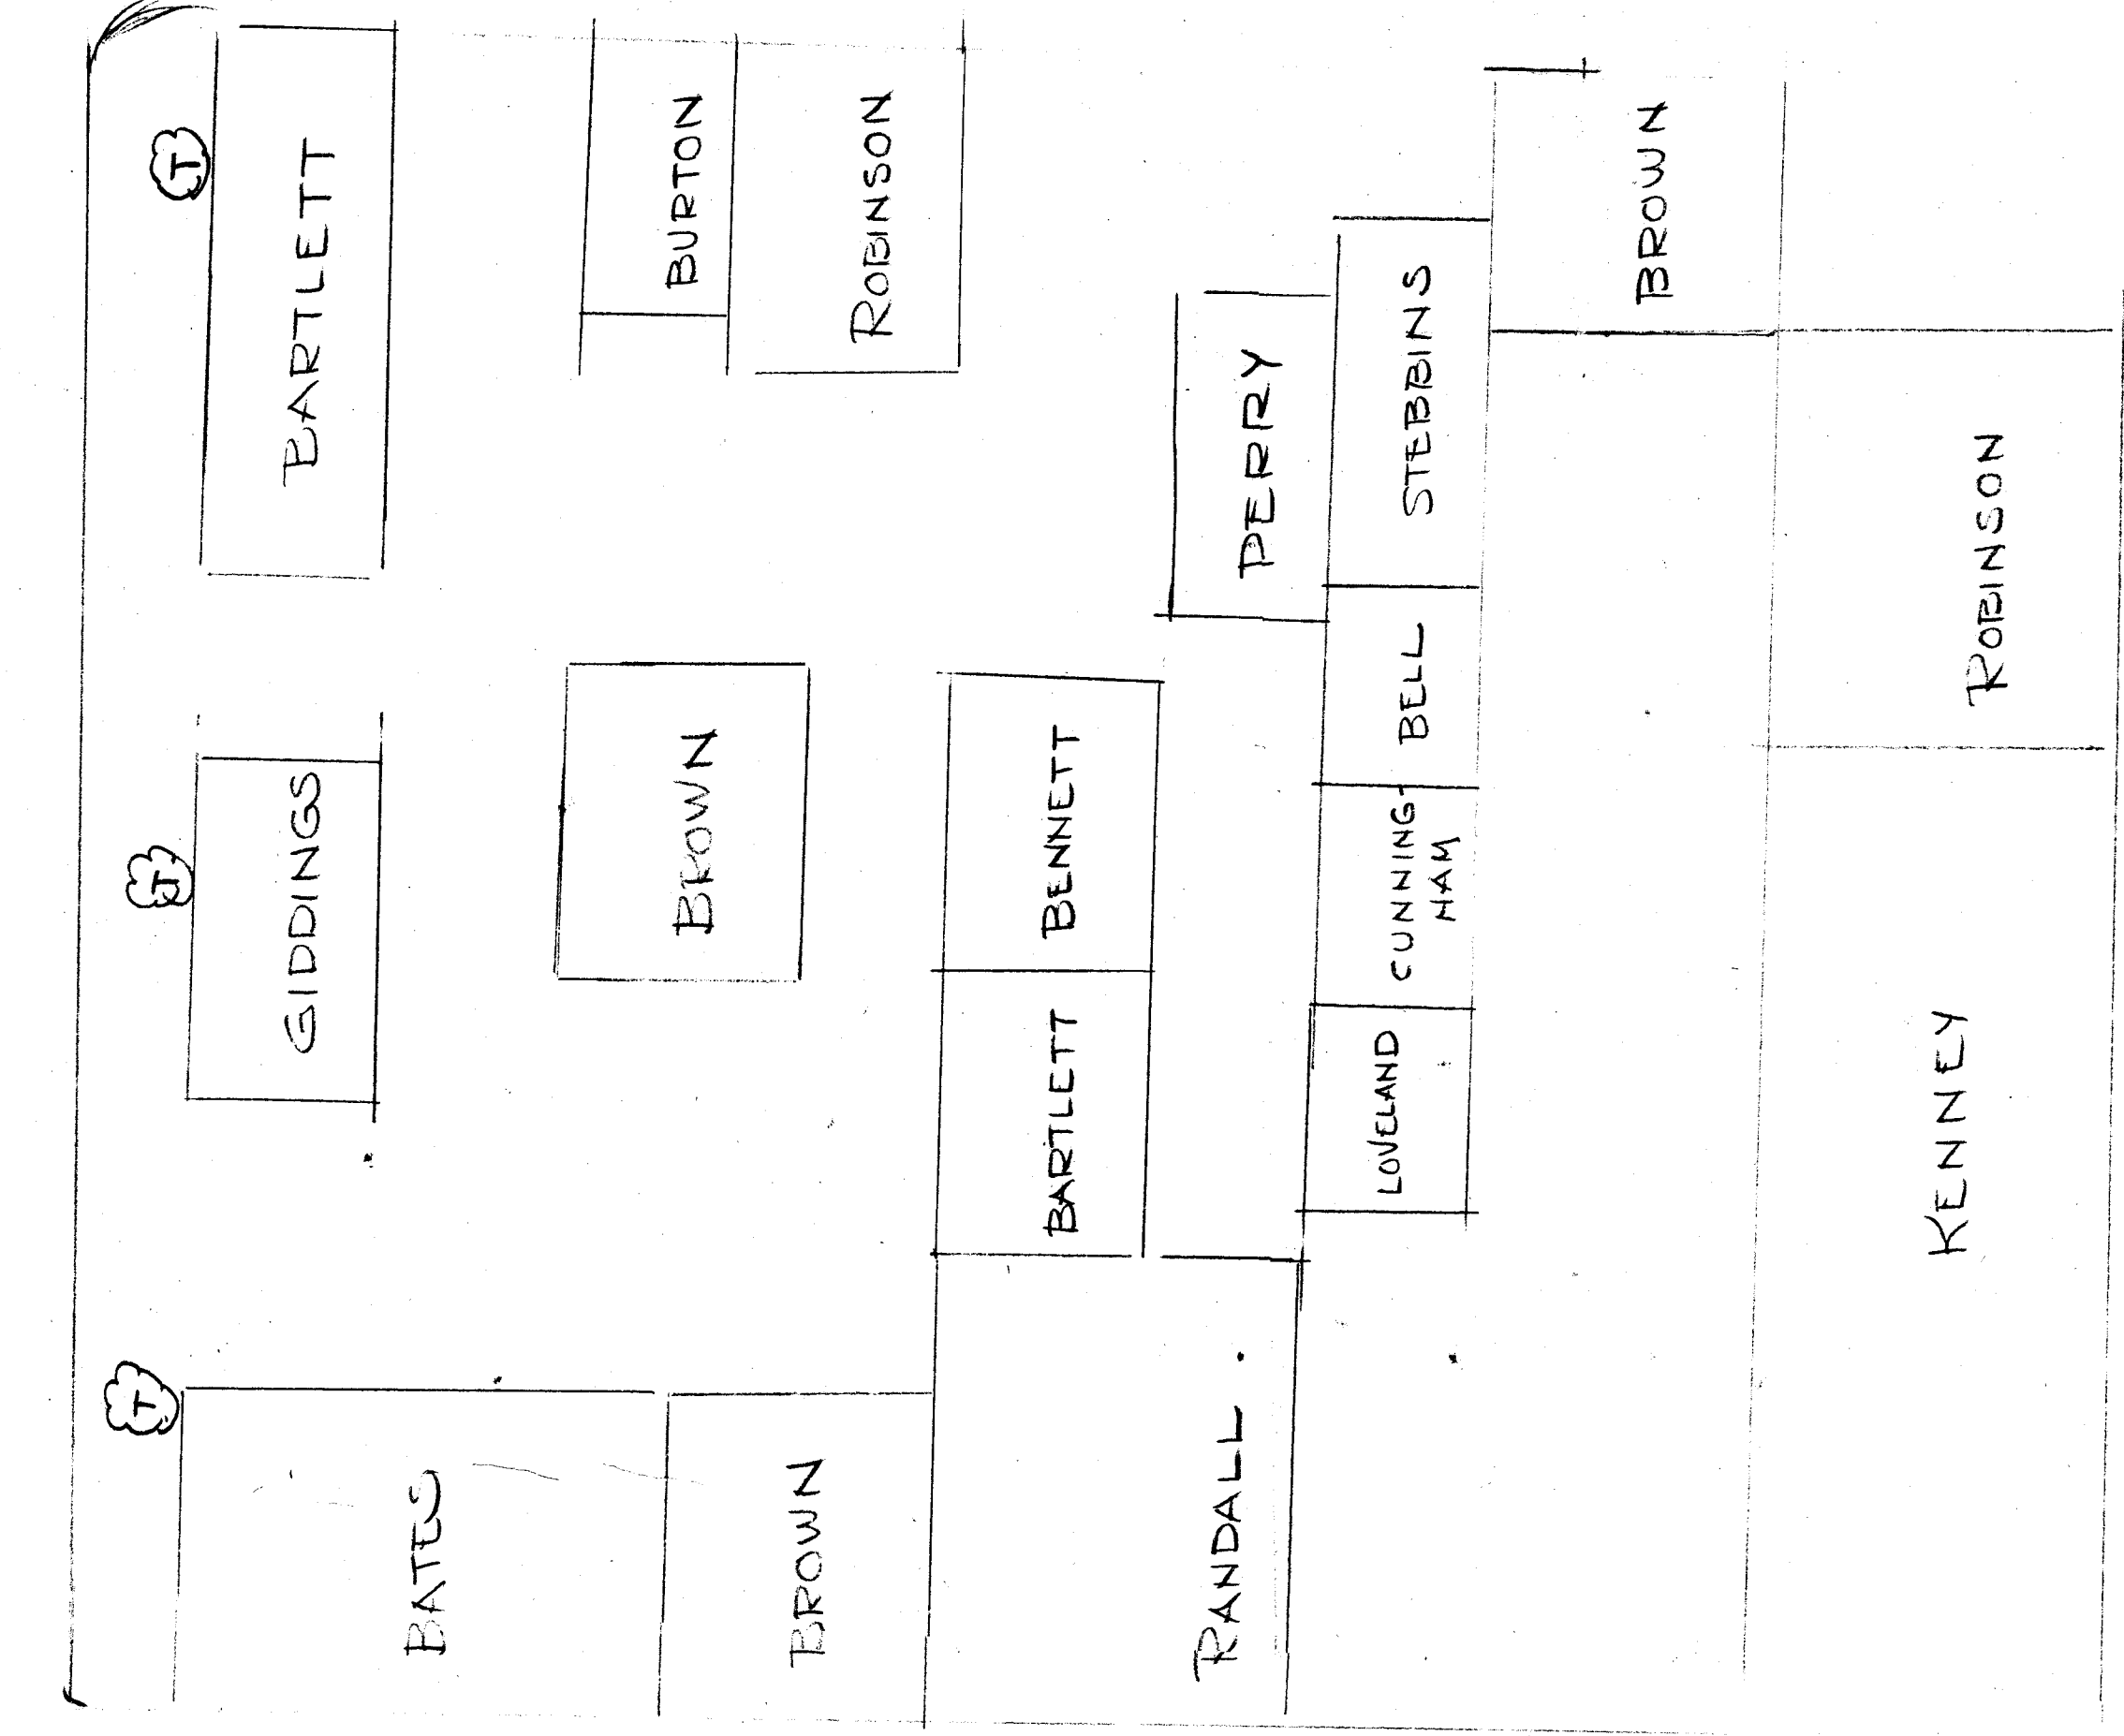 T
BARTLETT
BURTON
ROBINSON
BROWN
PERRY
STEBBINS
ROBINSON
T
GIDDINGS
BROWN
BENNETT
BELL
CUNNING-
HAM
BARTLETT
LOVELAND
KENNEY
T
BATES
BROWN
RANDALL.